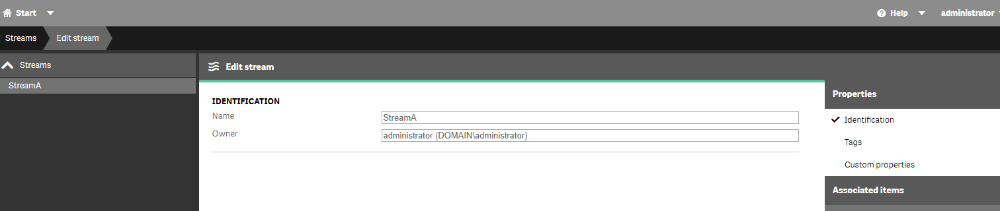 Start
Help
administrator
Streams
Edit stream
Streams
StreamA
Edit stream
IDENTIFICATION
Name
StreamA
Owner
administrator (DOMAIN\administrator)
Properties
Identification
Tags
Custom properties
Associated items